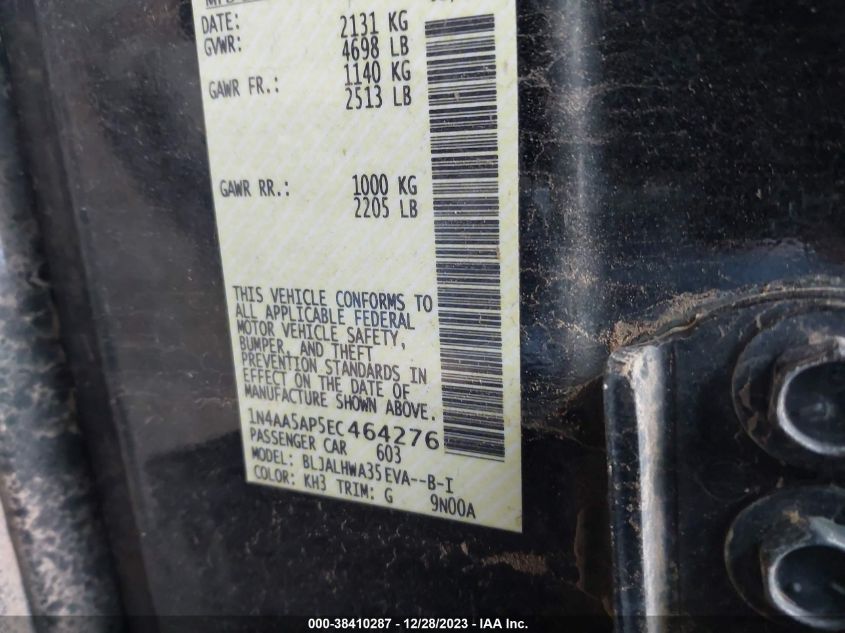 DATE:
2131 KG
GVWR:
4698 LB
GAWR FR.:
1140 KG
2513 LB
GAWR RR.:
1000 KG
2205 LB
THIS VEHICLE CONFORMS TO
ALL APPLICABLE FEDERAL
MOTOR VEHICLE SAFETY,
BUMPER, AND THEFT
PREVENTION STANDARDS IN
EFFECT ON THE DATE OF
MANUFACTURE SHOWN ABOVE.
1N4AA5AP5EC464276
PASSENGER CAR 603
MODEL: BLJALHWA35EVA--B-I
COLOR: KH3 TRIM: G 9N00A
000-38410287 - 12/28/2023 - IAA Inc.